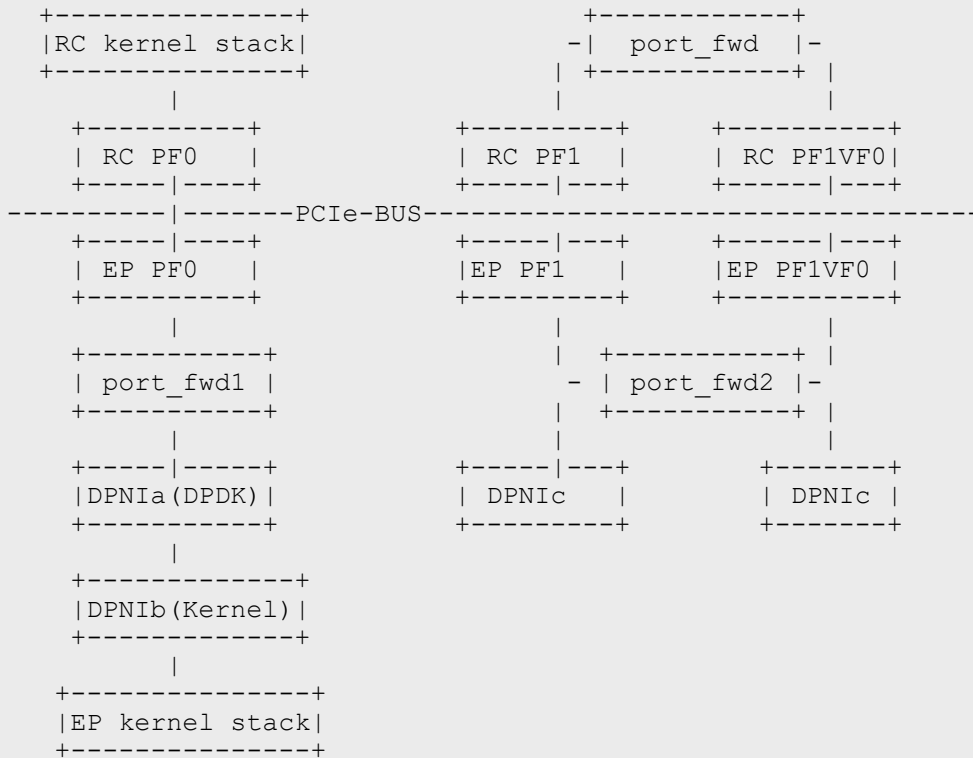 +---------------+                 +------------+
|RC kernel stack|                -|  port_fwd  |-
+---------------+               | +------------+ |
        |                       |                |
  +----------+            +---------+     +----------+
  | RC PF0   |            | RC PF1  |     | RC PF1VF0|
  +-----|----+            +-----|---+     +------|---+
----------|-------PCIe-BUS----------------------------------
  +-----|----+            +-----|---+     +------|---+
  | EP PF0   |            |EP PF1   |     |EP PF1VF0 |
  +----------+            +---------+     +----------+
        |                       |                |
  +-----------+                 |  +-----------+ |
  | port_fwd1 |                  - | port_fwd2 |-
  +-----------+                 |  +-----------+ |
        |                       |                |
  +-----|-----+           +-----|---+        +-------+
  |DPNIa(DPDK)|           | DPNIc   |        | DPNIc |
  +-----------+           +---------+        +-------+
        |
  +-------------+
  |DPNIb(Kernel)|
  +-------------+
        |
 +---------------+
 |EP kernel stack|
 +---------------+